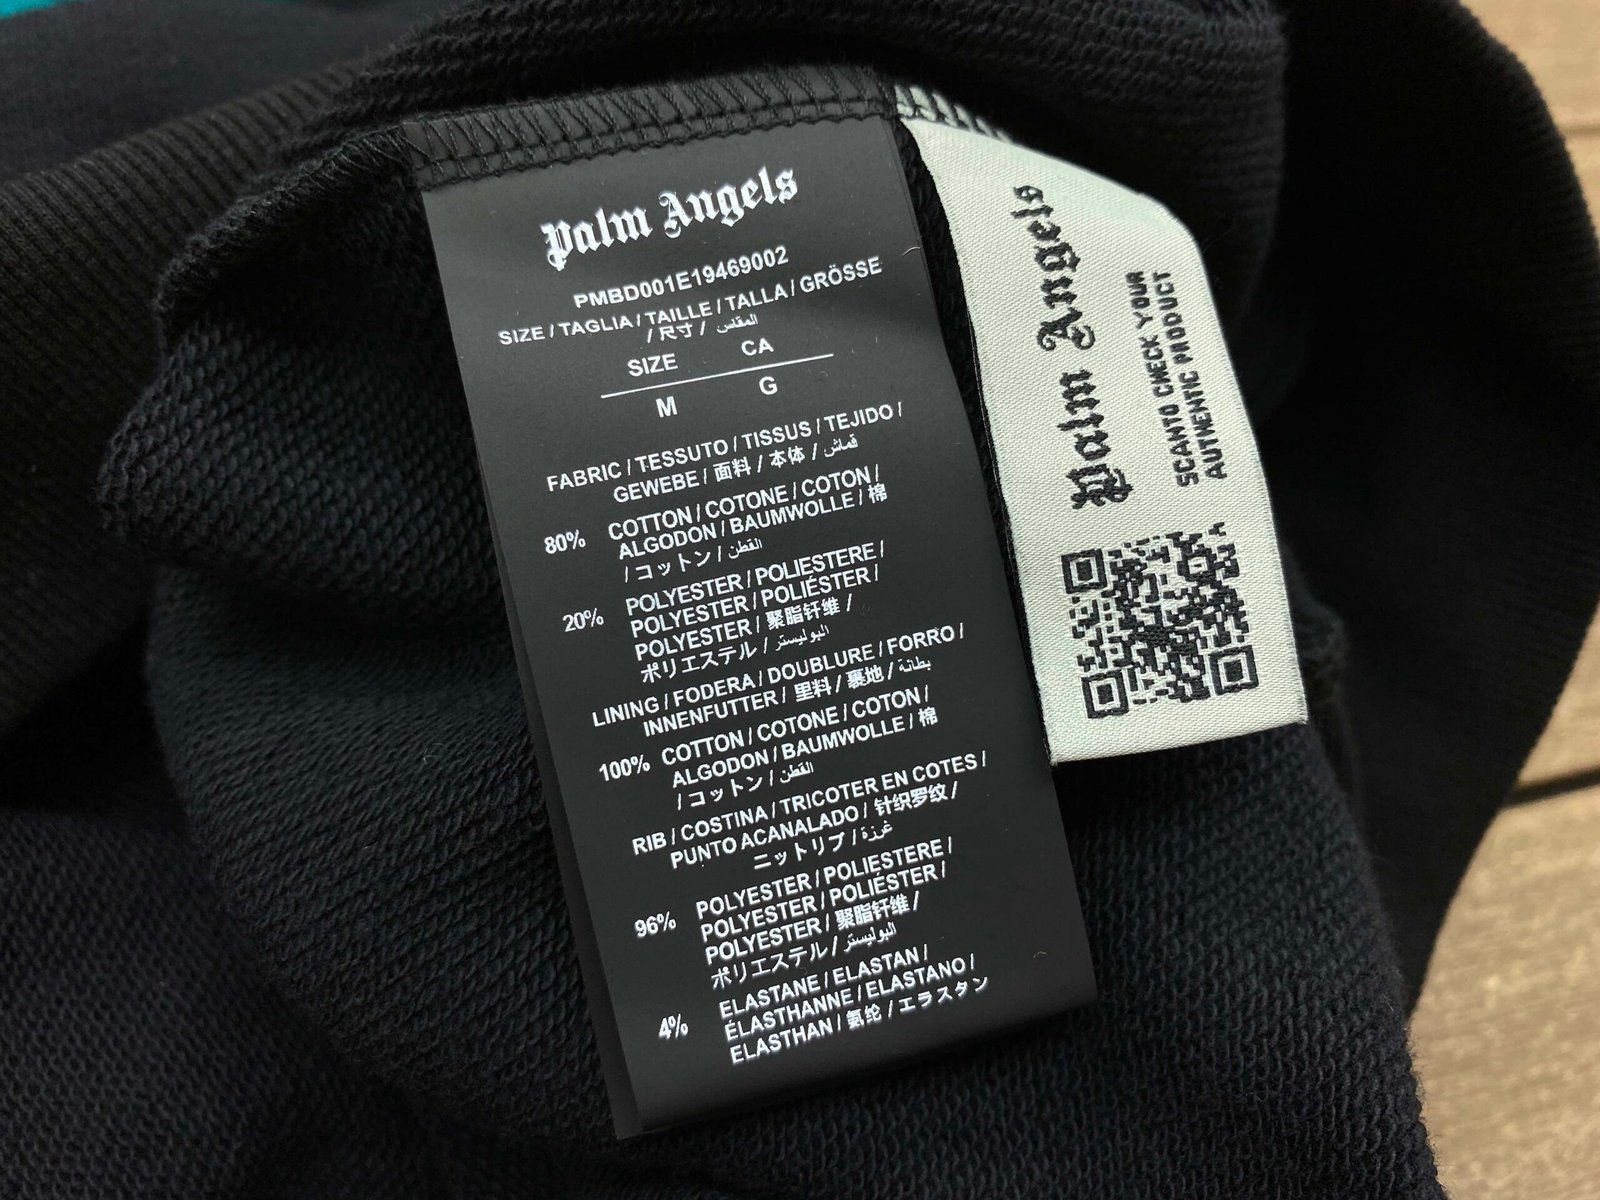 Palm Angels
PMBD001E19469002
SIZE / TAGLIA / TAILLE / TALLA / GRÖSSE
/ 尺寸 / المقاس
SIZE CA
M G
FABRIC / TESSUTO / TISSUS / TEJIDO /
GEWEBE / 面料 / 本体 / قماش
80% COTTON / COTONE / COTON /
ALGODON / BAUMWOLLE / 棉
/ コットン / القطن
20% POLYESTER / POLIESTERE /
POLYESTER / POLIÉSTER /
POLYESTER / 聚脂钎维 /
ポリエステル / البوليستر
LINING / FODERA / DOUBLURE / FORRO /
INNENFUTTER / 里料 / 裏地 / بطانة
100% COTTON / COTONE / COTON /
ALGODON / BAUMWOLLE / 棉
/ コットン / القطن
RIB / COSTINA / TRICOTER EN COTES /
PUNTO ACANALADO / 针织罗纹 /
ニットリブ / غرزة
96% POLYESTER / POLIESTERE /
POLYESTER / POLIÉSTER /
POLYESTER / 聚脂钎维 /
ポリエステル / البوليستر
4% ELASTANE / ELASTAN /
ÉLASTHANNE / ELASTANO /
ELASTHAN / 氨纶 / エラスタン
Palm Angels
SCANTO CHECK YOUR
AUTHENTIC PRODUCT